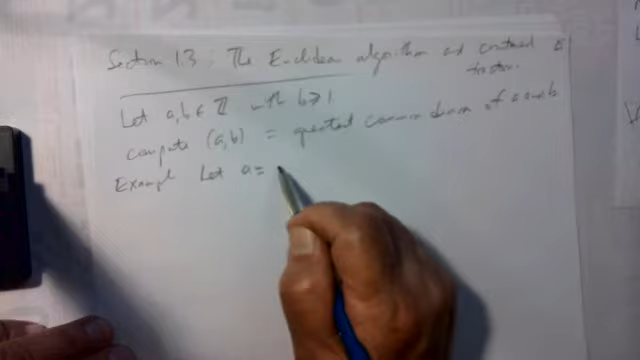 Section 1.3 : The Euclidean algorithm and continued
fraction.
Let a,b ∈ ℤ with b ≥ 1.
compute (a,b) = greatest common divisor of a and b
Example Let a =